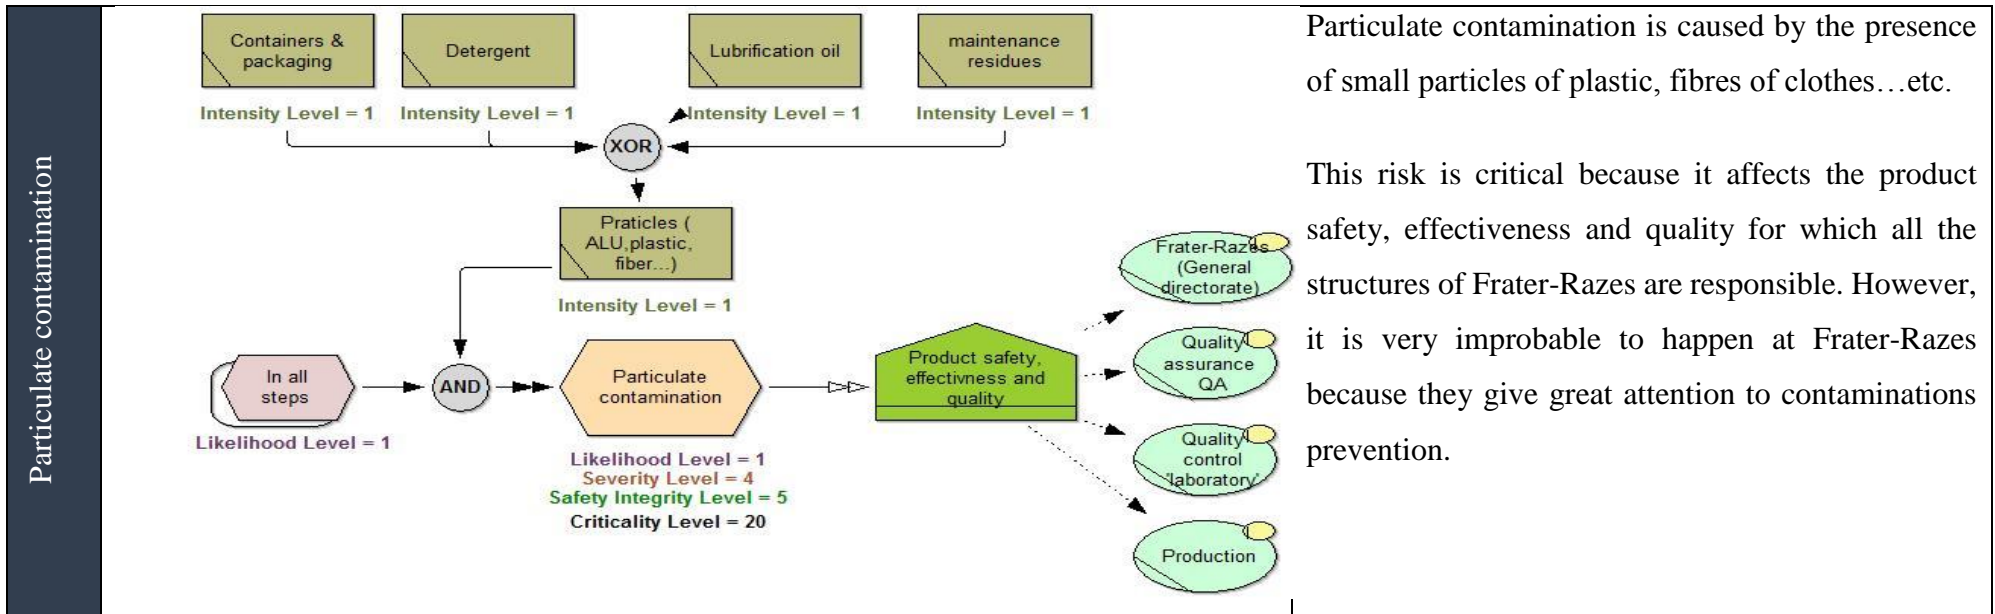 Particulate contamination
Containers &
packaging
Intensity Level = 1
Detergent
Intensity Level = 1
Lubrification oil
Intensity Level = 1
maintenance
residues
Intensity Level = 1
XOR
Praticles (
ALU,plastic,
fiber...)
Intensity Level = 1
In all
steps
Likelihood Level = 1
AND
Particulate
contamination
Likelihood Level = 1
Severity Level = 4
Safety Integrity Level = 5
Criticality Level = 20
Product safety,
effectivness and
quality
Frater-Razes
(General
directorate)
Quality
assurance
QA
Quality
control
'laboratory'
Production
Particulate contamination is caused by the presence
of small particles of plastic, fibres of clothes…etc.
This risk is critical because it affects the product
safety, effectiveness and quality for which all the
structures of Frater-Razes are responsible. However,
it is very improbable to happen at Frater-Razes
because they give great attention to contaminations
prevention.